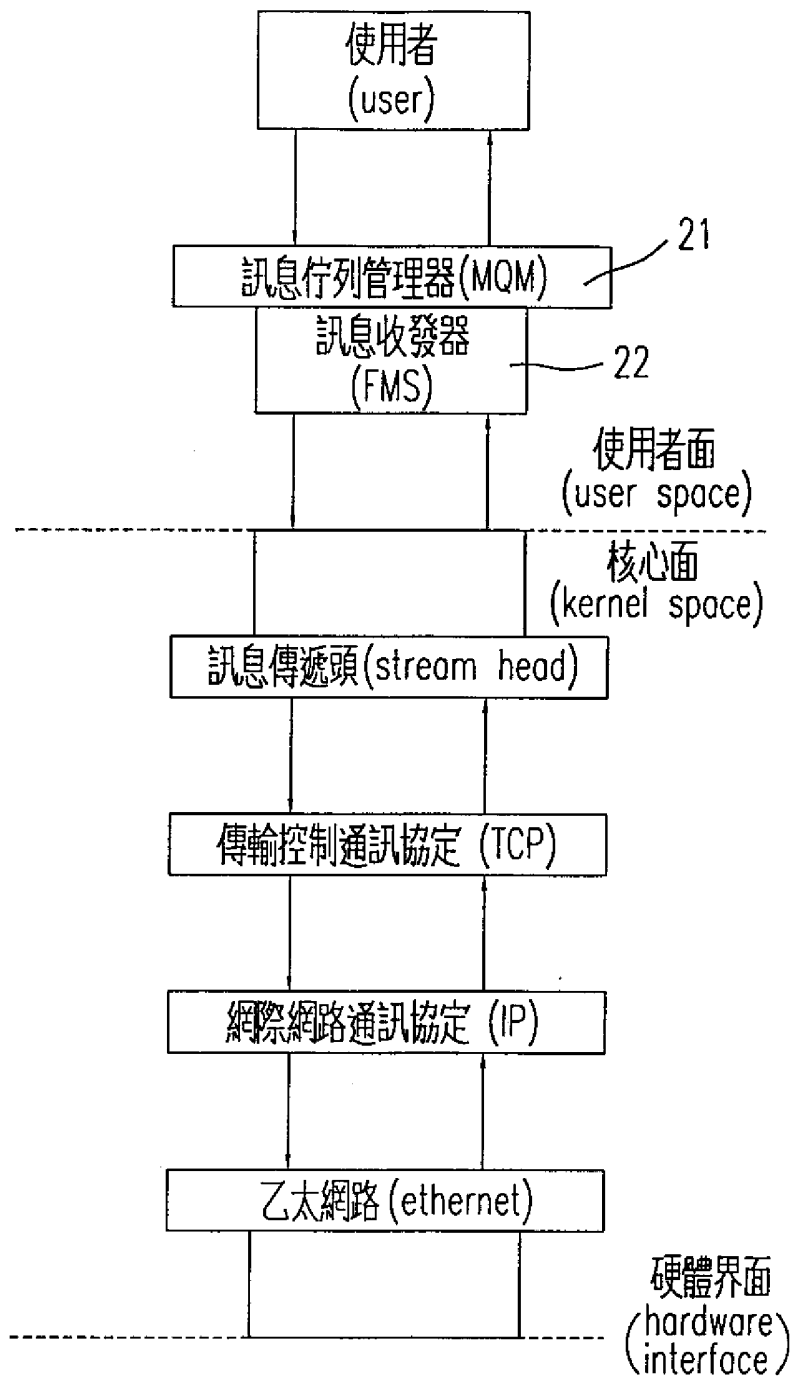 使用者
(user)
21
訊息佇列管理器(MQM)
訊息收發器
(FMS)
22
使用者面
(user space)
核心面
(kernel space)
訊息傳遞頭(stream head)
傳輸控制通訊協定 (TCP)
網際網路通訊協定 (IP)
乙太網路(ethernet)
硬體界面
(hardware
interface)